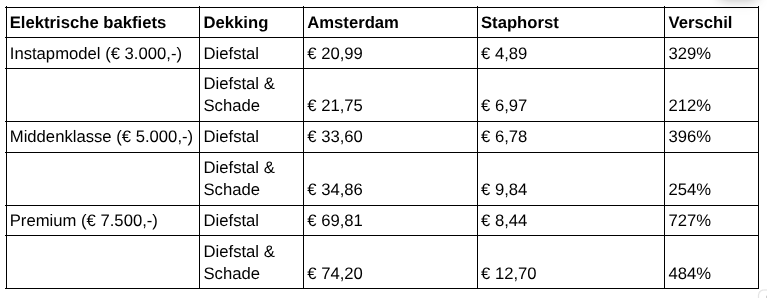 Elektrische bakfiets Dekking Amsterdam Staphorst Verschil
Instapmodel (€ 3.000,-) Diefstal € 20,99 € 4,89 329%
Diefstal &
Schade € 21,75 € 6,97 212%
Middenklasse (€ 5.000,-) Diefstal € 33,60 € 6,78 396%
Diefstal &
Schade € 34,86 € 9,84 254%
Premium (€ 7.500,-) Diefstal € 69,81 € 8,44 727%
Diefstal &
Schade € 74,20 € 12,70 484%